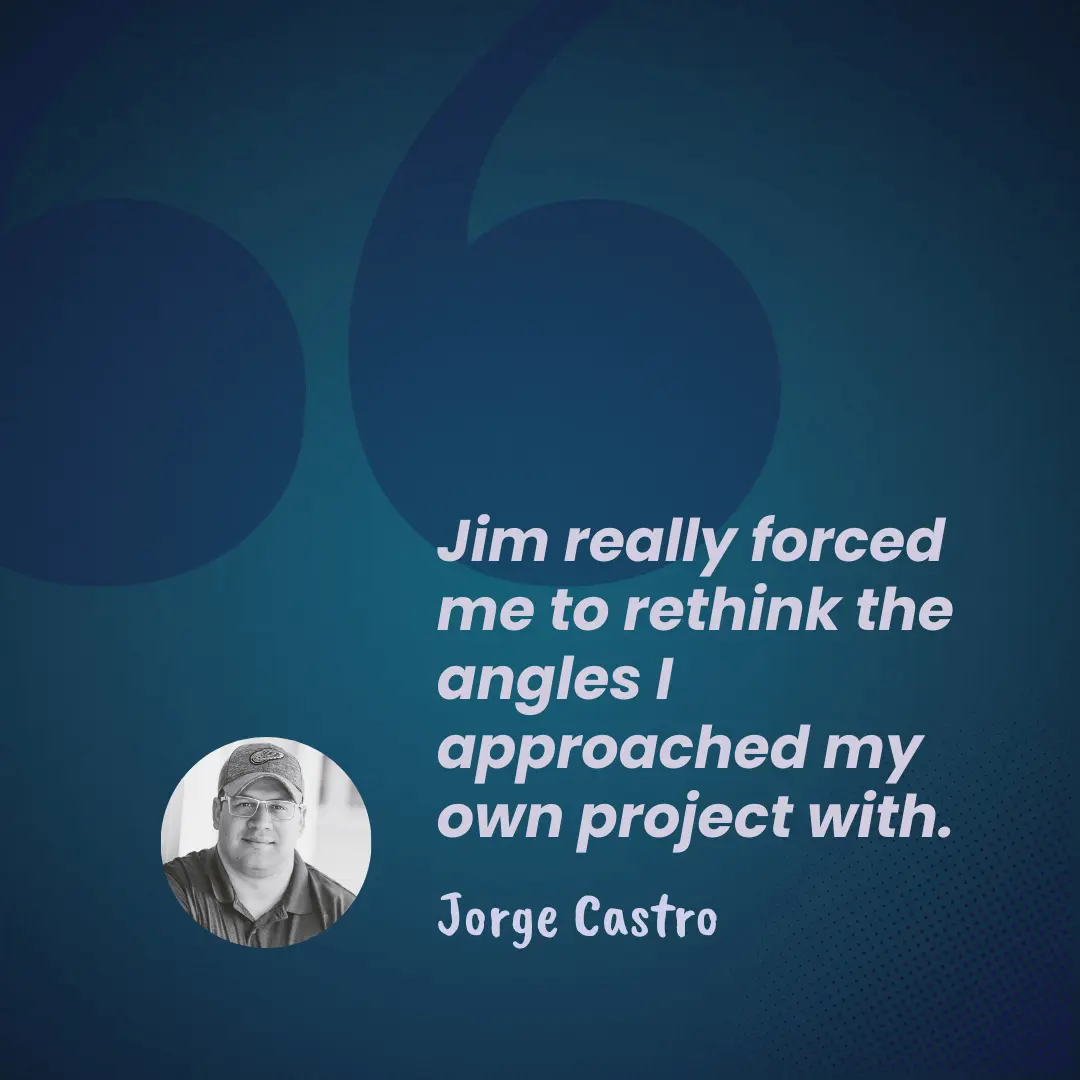 Jim really forced
me to rethink the
angles I
approached my
own project with.
Jorge Castro